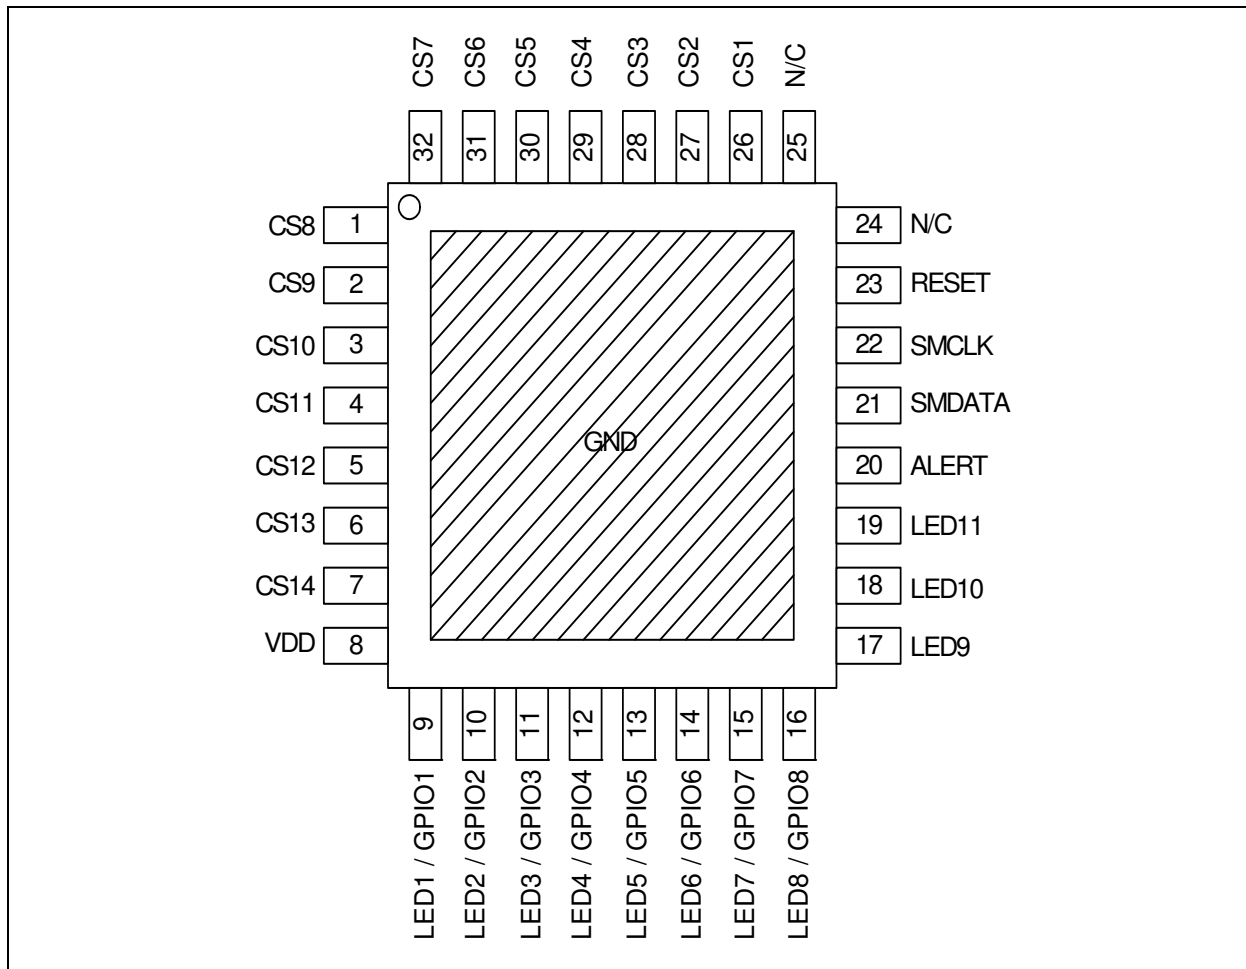 CS7
CS6
CS5
CS4
CS3
CS2
CS1
N/C
32
31
30
29
28
27
26
25
CS8 1
24 N/C
CS9 2
23 RESET
CS10 3
22 SMCLK
CS11 4
21 SMDATA
GND
CS12 5
20 ALERT
CS13 6
19 LED11
CS14 7
18 LED10
VDD 8
17 LED9
9
10
11
12
13
14
15
16
LED1 / GPIO1
LED2 / GPIO2
LED3 / GPIO3
LED4 / GPIO4
LED5 / GPIO5
LED6 / GPIO6
LED7 / GPIO7
LED8 / GPIO8